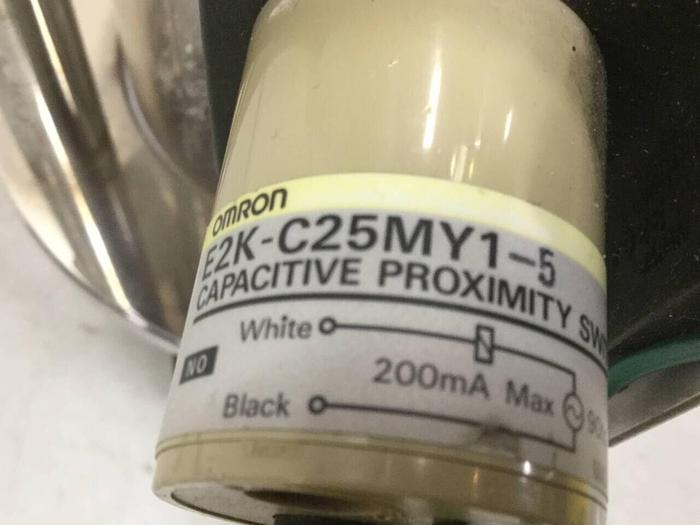 OMRON
E2K-C25MY1-5
CAPACITIVE PROXIMITY
White
NO
200mA Max
Black